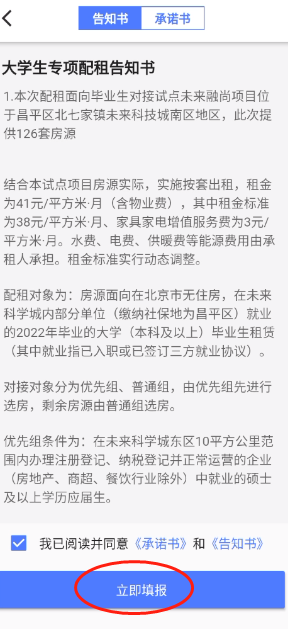 告知书 承诺书
大学生专项配租告知书
1.本次配租面向毕业生对接试点未来融尚项目位
于昌平区北七家镇未来科技城南区地区，此次提
供126套房源
结合本试点项目房源实际，实施按套出租，租金
为41元/平方米·月（含物业费），其中租金标准
为38元/平方米·月、家具家电增值服务费为3元/
平方米·月。水费、电费、供暖费等能源费用由承
租人承担。租金标准实行动态调整。
配租对象为：房源面向在北京市无住房，在未来
科学城内部分单位（缴纳社保地为昌平区）就业
的2022年毕业的大学（本科及以上）毕业生租赁
（其中就业指已入职或已签订三方就业协议）。
对接对象分为优先组、普通组，由优先组先进行
选房，剩余房源由普通组选房。
优先组条件为：在未来科学城东区10平方公里范
围内办理注册登记、纳税登记并正常运营的企业
（房地产、商超、餐饮行业除外）中就业的硕士
及以上学历应届生。
我已阅读并同意《承诺书》和《告知书》
立即填报